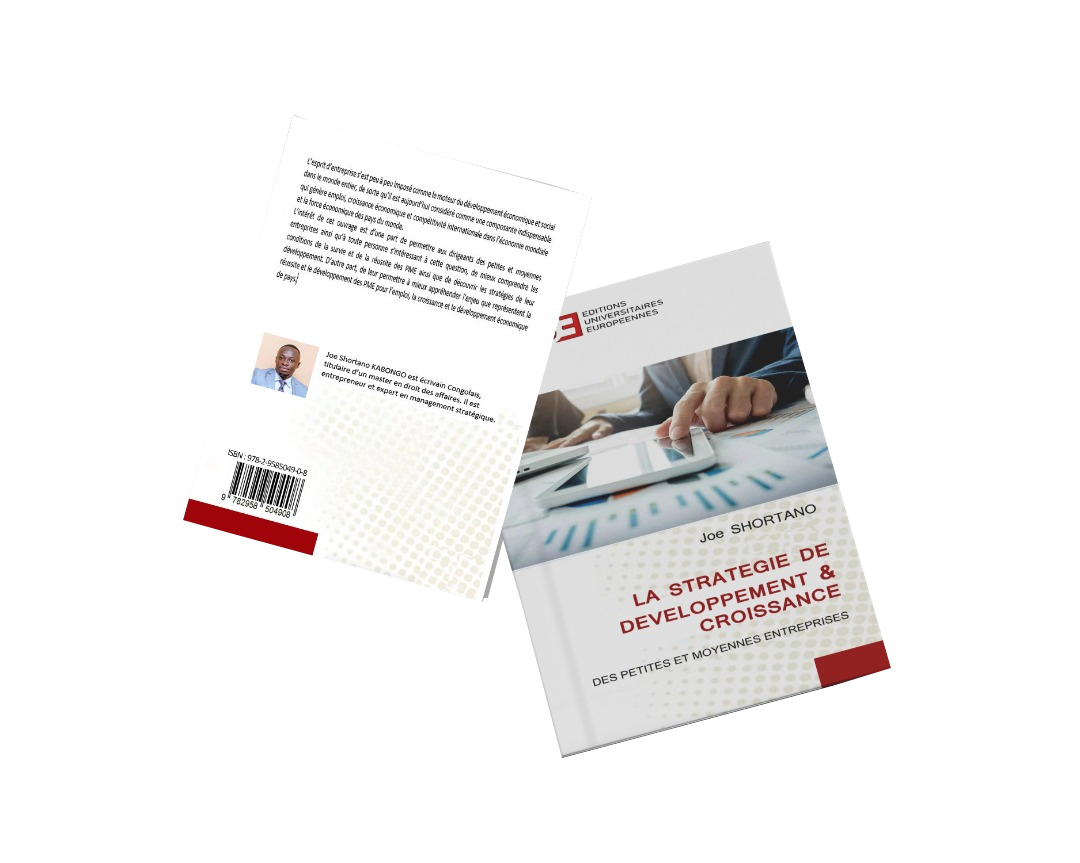 L'esprit d'entreprise s'est peu à peu imposé comme le moteur du développement économique et social
dans le monde entier, de sorte qu'il est aujourd'hui considéré comme une composante indispensable
qui génère emploi, croissance économique et compétitivité internationale dans l'économie mondiale
et la force économique des pays du monde.
L'intérêt de cet ouvrage est d'une part de permettre aux dirigeants des petites et moyennes
entreprises ainsi qu'à toute personne s'intéressant à cette question, de mieux comprendre les
conditions de la survie et de la réussite des PME ainsi que de découvrir les stratégies de leur
développement. D'autre part, de leur permettre à mieux appréhender l'enjeu que représentent la
réussite et le développement des PME pour l'emploi, la croissance et le développement économique
de pays.
Joe Shortano KABONGO est écrivain Congolais,
titulaire d'un master en droit des affaires. Il est
entrepreneur et expert en management stratégique.
ISBN : 978-2-9585049-0-8
9 782958 504908
EDITIONS
UNIVERSITAIRES
EUROPEENNES
Joe SHORTANO
LA STRATEGIE DE
DEVELOPPEMENT &
CROISSANCE
DES PETITES ET MOYENNES ENTREPRISES